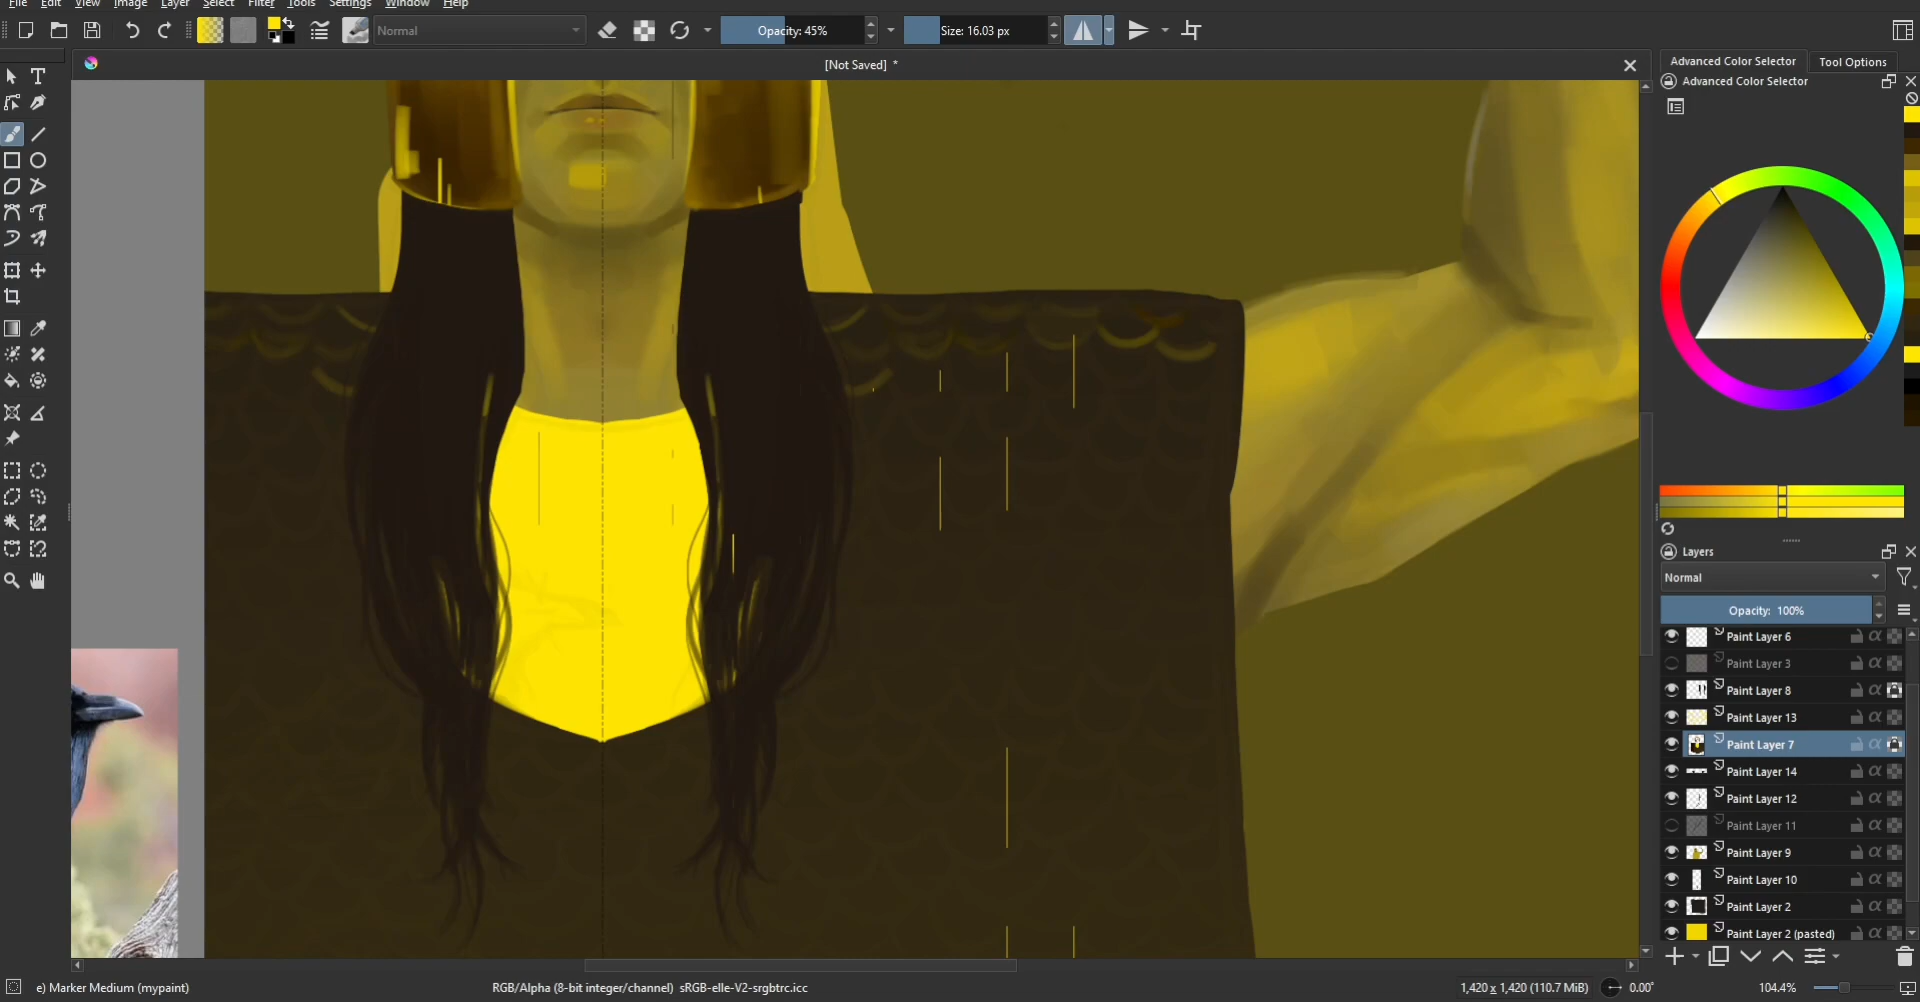 File Edit View Image Layer Select Filter Tools Settings Window Help
Normal
Opacity: 45%
Size: 16.03 px
[Not Saved] *
Advanced Color Selector
Tool Options
Advanced Color Selector
Layers
Normal
Opacity: 100%
Paint Layer 6
Paint Layer 3
Paint Layer 8
Paint Layer 13
Paint Layer 7
Paint Layer 14
Paint Layer 12
Paint Layer 11
Paint Layer 9
Paint Layer 10
Paint Layer 2
Paint Layer 2 (pasted)
e) Marker Medium (mypaint)
RGB/Alpha (8-bit integer/channel) sRGB-elle-V2-srgbtrc.icc
1,420 x 1,420 (110.7 MiB)
0.00°
104.4%